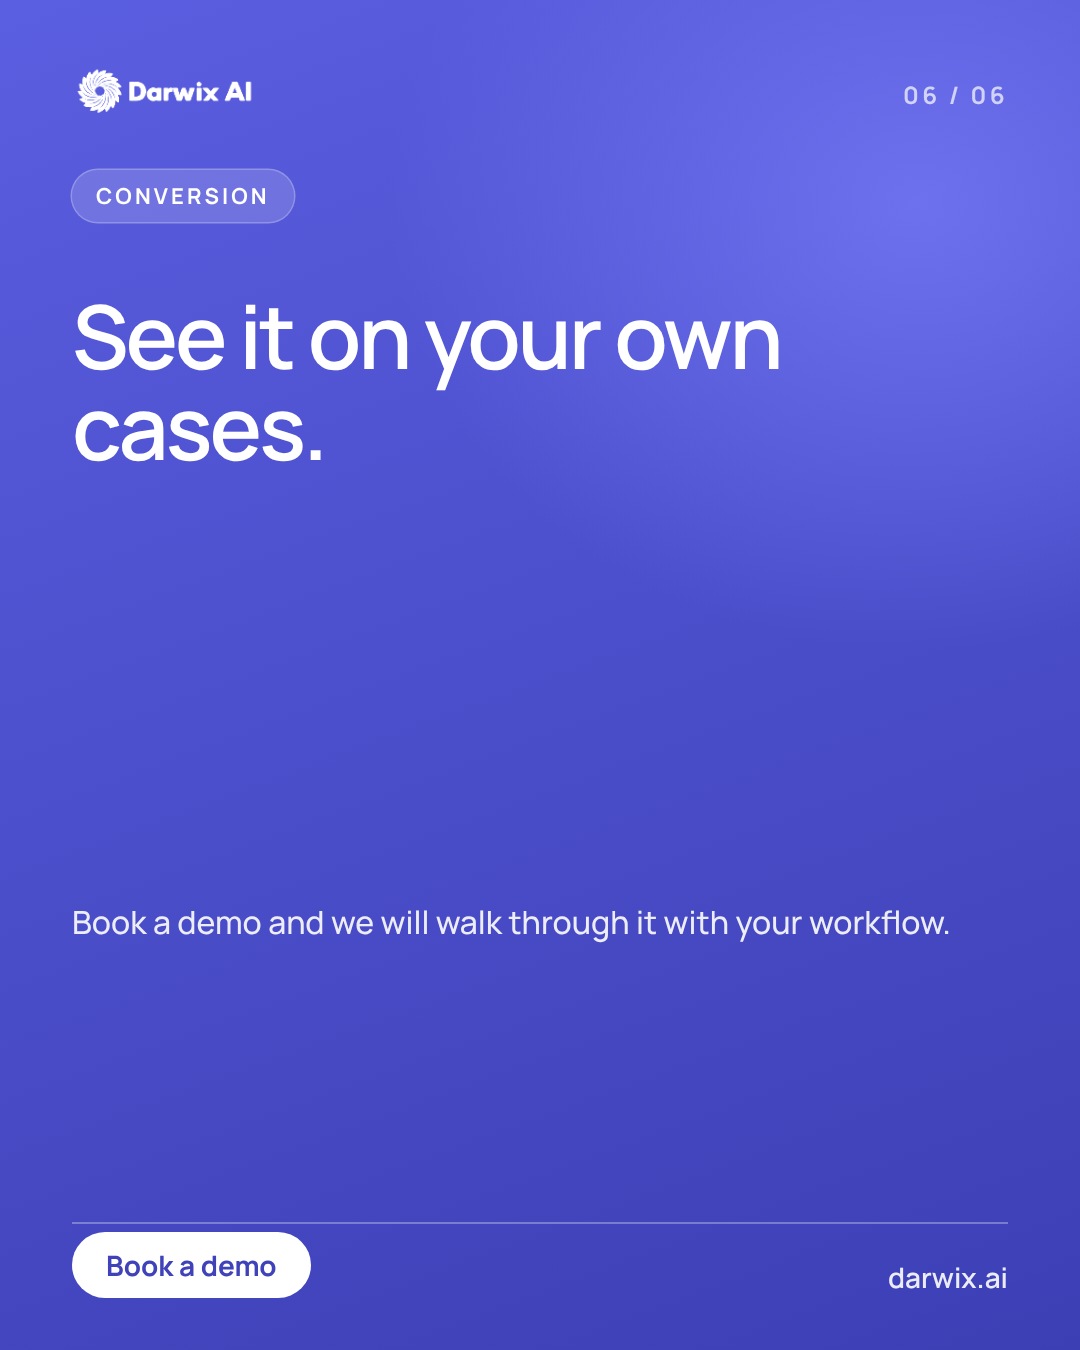 Darwix AI
06 / 06
CONVERSION
See it on your own
cases.
Book a demo and we will walk through it with your workflow.
Book a demo
darwix.ai